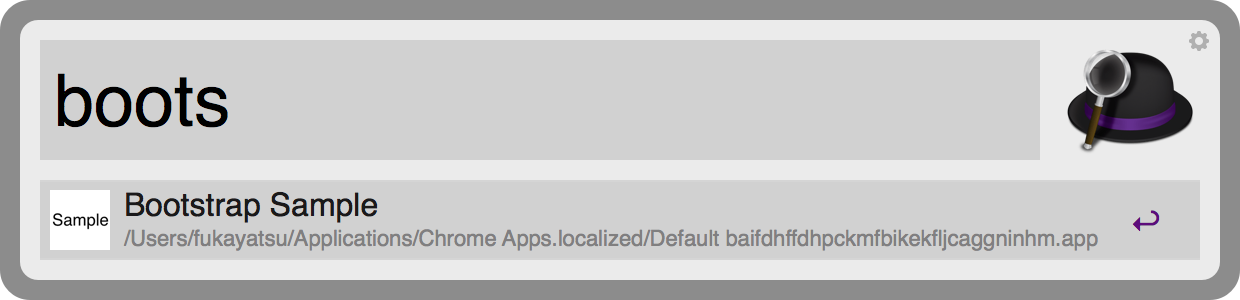 boots
Sample
Bootstrap Sample
/Users/fukayatsu/Applications/Chrome Apps.localized/Default baifdhffdhpckmfbikekfljcaggninhm.app